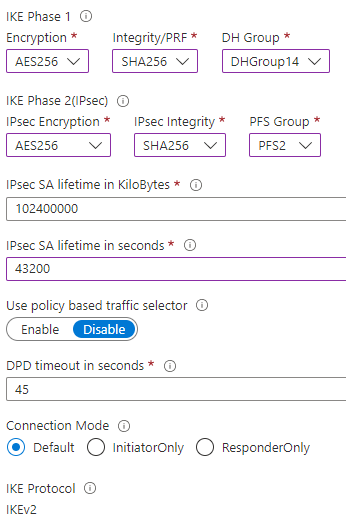 IKE Phase 1
Encryption * Integrity/PRF * DH Group *
AES256 SHA256 DHGroup14
IKE Phase 2(IPsec)
IPsec Encryption * IPsec Integrity * PFS Group *
AES256 SHA256 PFS2
IPsec SA lifetime in KiloBytes *
102400000
IPsec SA lifetime in seconds *
43200
Use policy based traffic selector
Enable Disable
DPD timeout in seconds *
45
Connection Mode
Default InitiatorOnly ResponderOnly
IKE Protocol
IKEv2